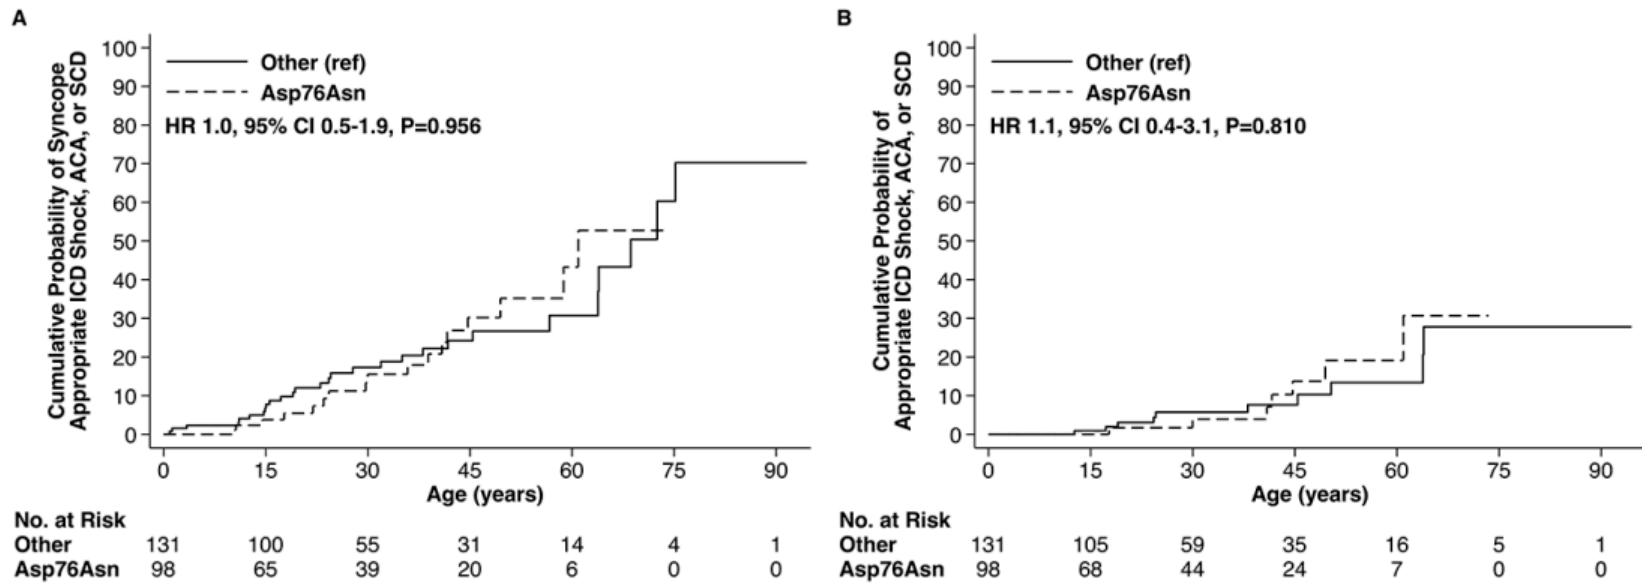 A
Cumulative Probability of Syncope
Appropriate ICD Shock, ACA, or SCD
100
90
80
70
60
50
40
30
20
10
0
Other (ref)
Asp76Asn
HR 1.0, 95% CI 0.5-1.9, P=0.956
0 15 30 45 60 75 90
Age (years)
No. at Risk
Other 131 100 55 31 14 4 1
Asp76Asn 98 65 39 20 6 0 0
B
Cumulative Probability of
Appropriate ICD Shock, ACA, or SCD
100
90
80
70
60
50
40
30
20
10
0
Other (ref)
Asp76Asn
HR 1.1, 95% CI 0.4-3.1, P=0.810
0 15 30 45 60 75 90
Age (years)
No. at Risk
Other 131 105 59 35 16 5 1
Asp76Asn 98 68 44 24 7 0 0